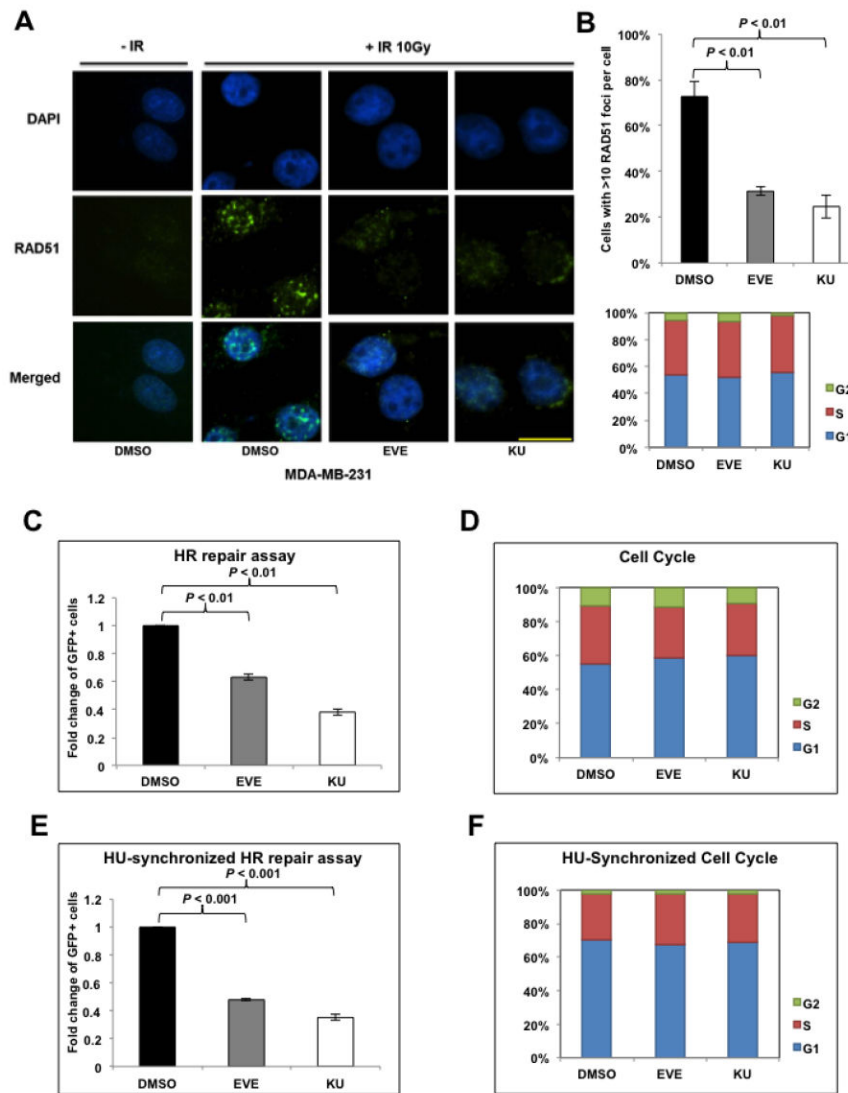 A
- IR
+ IR 10Gy
DAPI
RAD51
Merged
DMSO
DMSO
EVE
KU
MDA-MB-231
B
P < 0.01
P < 0.01
Cells with >10 RAD51 foci per cell
100%
80%
60%
40%
20%
0%
DMSO
EVE
KU
100%
80%
60%
40%
20%
0%
G2
S
G1
DMSO
EVE
KU
C
HR repair assay
P < 0.01
P < 0.01
Fold change of GFP+ cells
1.2
1
0.8
0.6
0.4
0.2
0
DMSO
EVE
KU
D
Cell Cycle
100%
80%
60%
40%
20%
0%
G2
S
G1
DMSO
EVE
KU
E
HU-synchronized HR repair assay
P < 0.001
P < 0.001
Fold change of GFP+ cells
1.2
1
0.8
0.6
0.4
0.2
0
DMSO
EVE
KU
F
HU-Synchronized Cell Cycle
100%
80%
60%
40%
20%
0%
G2
S
G1
DMSO
EVE
KU